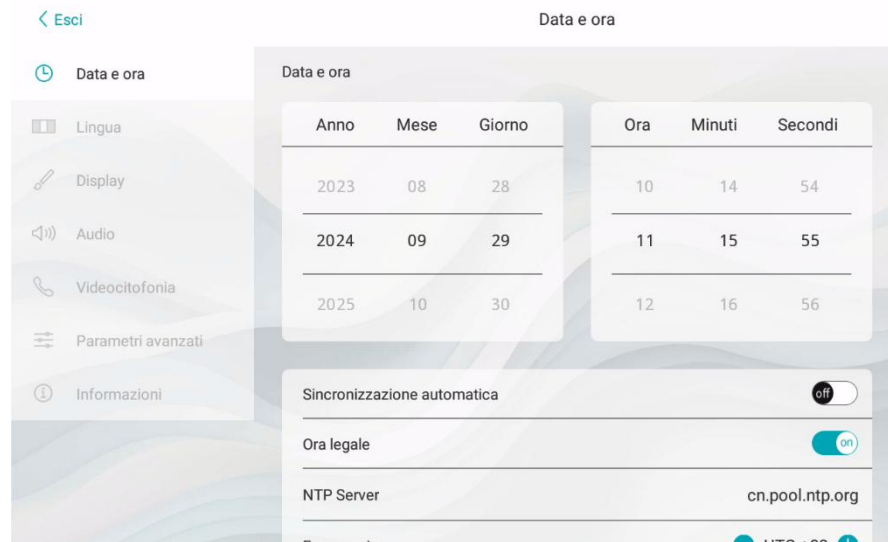 Esci
Data e ora
Data e ora
Lingua
Display
Audio
Videocitofonia
Parametri avanzati
Informazioni
Data e ora
Anno Mese Giorno
2023 08 28
2024 09 29
2025 10 30
Ora Minuti Secondi
10 14 54
11 15 55
12 16 56
Sincronizzazione automatica off
Ora legale on
NTP Server cn.pool.ntp.org